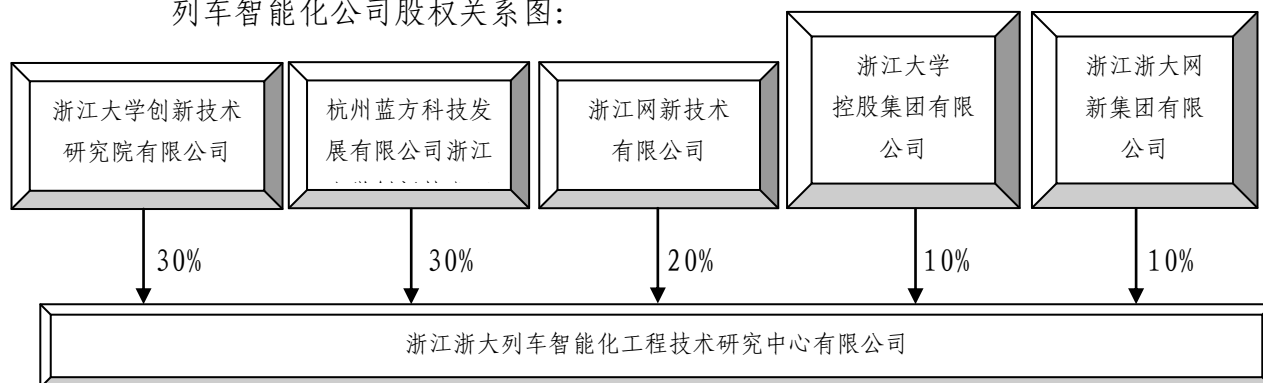 列车智能化公司股权关系图:
浙江大学创新技术
研究院有限公司
杭州蓝方科技发
展有限公司浙江
浙江网新技术
有限公司
浙江大学
控股集团有限
公司
浙江浙大网
新集团有限
公司
30%
30%
20%
10%
10%
浙江浙大列车智能化工程技术研究中心有限公司